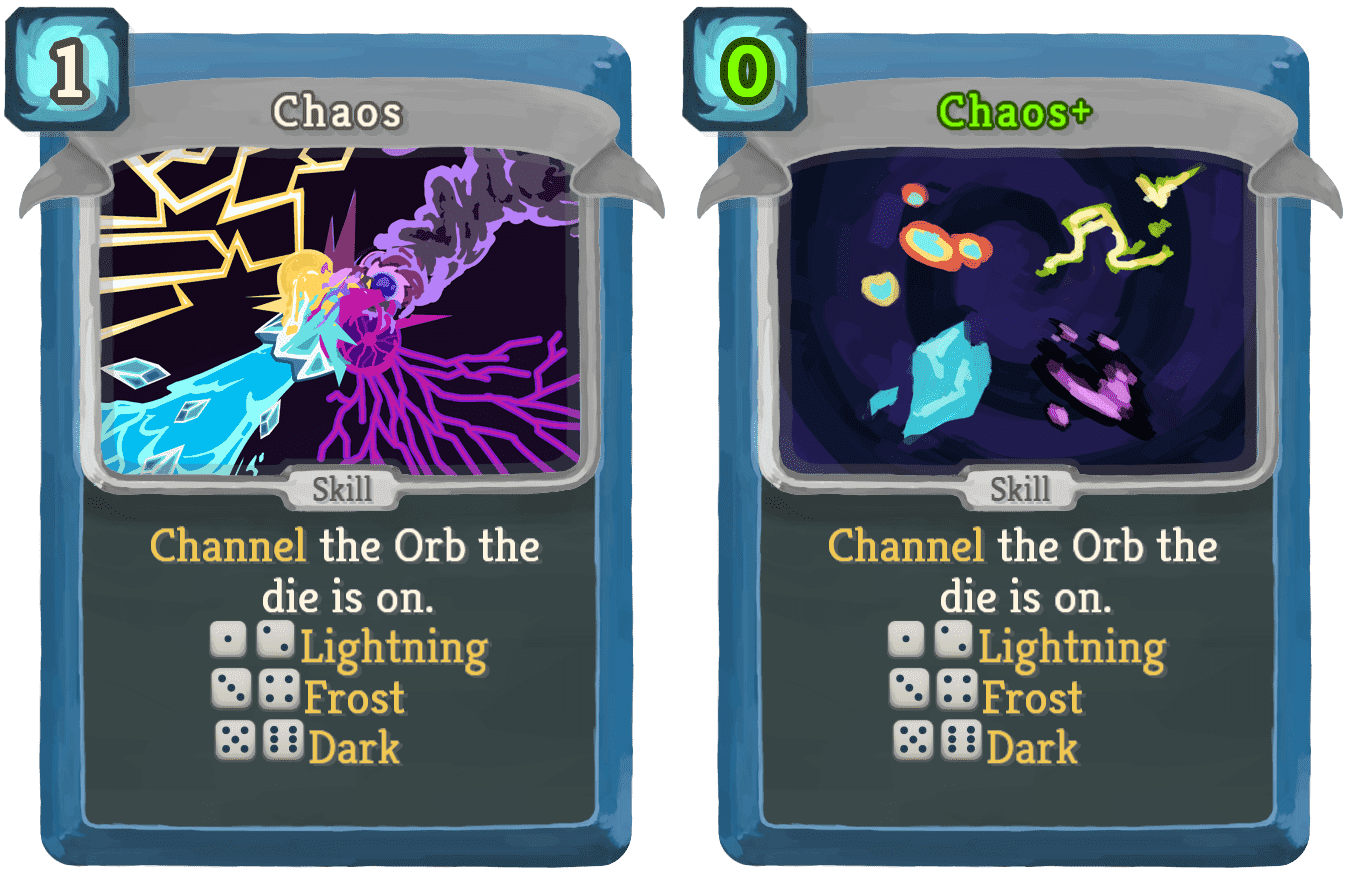 1
Chaos
Skill
Channel the Orb the
die is on.
Lightning
Frost
Dark
0
Chaos+
Skill
Channel the Orb the
die is on.
Lightning
Frost
Dark